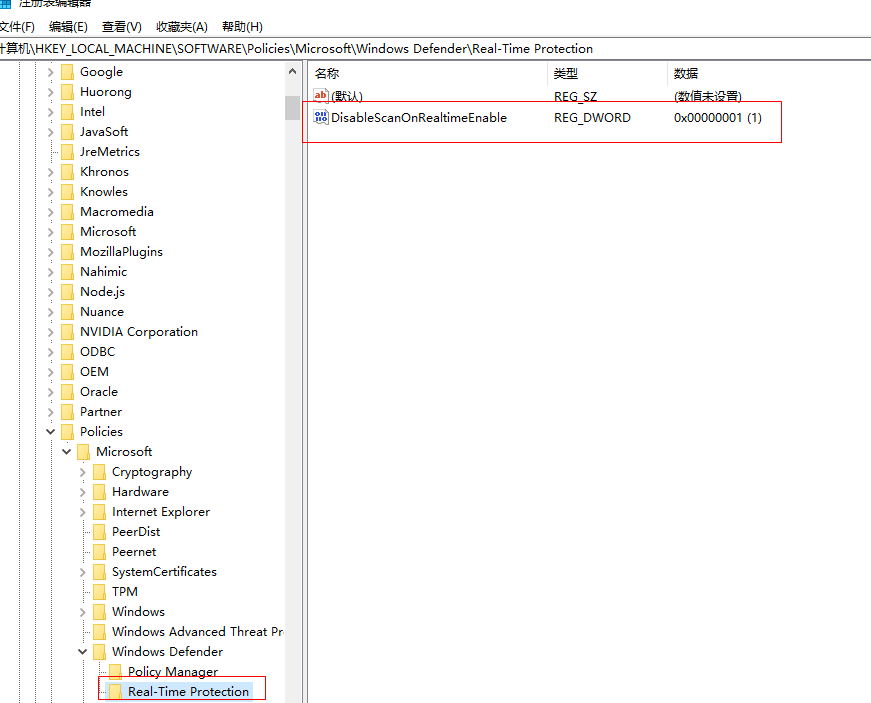 注册表编辑器
文件(F) 编辑(E) 查看(V) 收藏夹(A) 帮助(H)
计算机\HKEY_LOCAL_MACHINE\SOFTWARE\Policies\Microsoft\Windows Defender\Real-Time Protection
Google
Huorong
Intel
JavaSoft
JreMetrics
Khronos
Knowles
Macromedia
Microsoft
MozillaPlugins
Nahimic
Node.js
Nuance
NVIDIA Corporation
ODBC
OEM
Oracle
Partner
Policies
Microsoft
Cryptography
Hardware
Internet Explorer
PeerDist
Peernet
SystemCertificates
TPM
Windows
Windows Advanced Threat Pr
Windows Defender
Policy Manager
Real-Time Protection
名称 类型 数据
ab (默认) REG_SZ (数值未设置)
DisableScanOnRealtimeEnable REG_DWORD 0x00000001 (1)